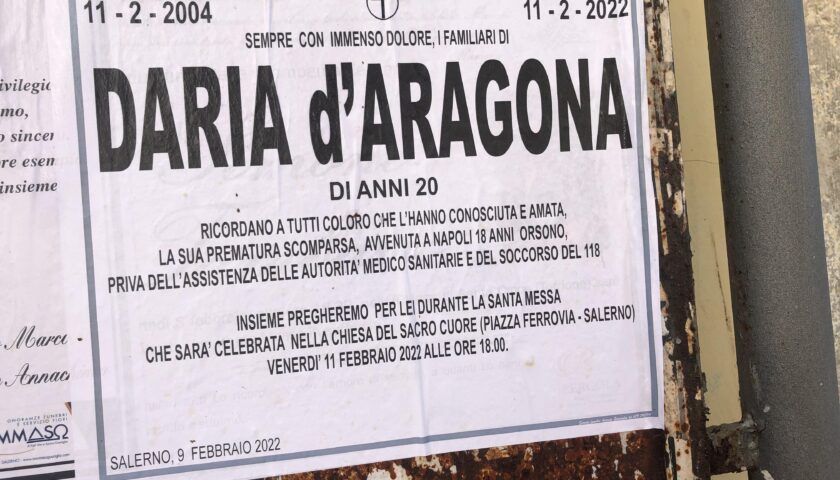 ivilegio
mo,
sincer
re esem
insieme
Marc
Annac
ONORANZE FUNEBRI
E SERVIZIO FIORI
MMASO
11 - 2 - 2004
11 - 2 - 2022
SEMPRE CON IMMENSO DOLORE, I FAMILIARI DI
DARIA d'ARAGONA
DI ANNI 20
RICORDANO A TUTTI COLORO CHE L'HANNO CONOSCIUTA E AMATA,
LA SUA PREMATURA SCOMPARSA, AVVENUTA A NAPOLI 18 ANNI ORSONO,
PRIVA DELL'ASSISTENZA DELLE AUTORITA' MEDICO SANITARIE E DEL SOCCORSO DEL 118
INSIEME PREGHEREMO PER LEI DURANTE LA SANTA MESSA
CHE SARA' CELEBRATA NELLA CHIESA DEL SACRO CUORE (PIAZZA FERROVIA - SALERNO)
VENERDI' 11 FEBBRAIO 2022 ALLE ORE 18.00.
SALERNO, 9 FEBBRAIO 2022